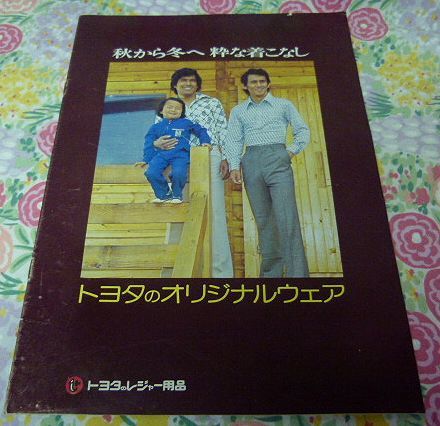 秋から冬へ 粋な着こなし
トヨタのオリジナルウェア
トヨタのレジャー用品